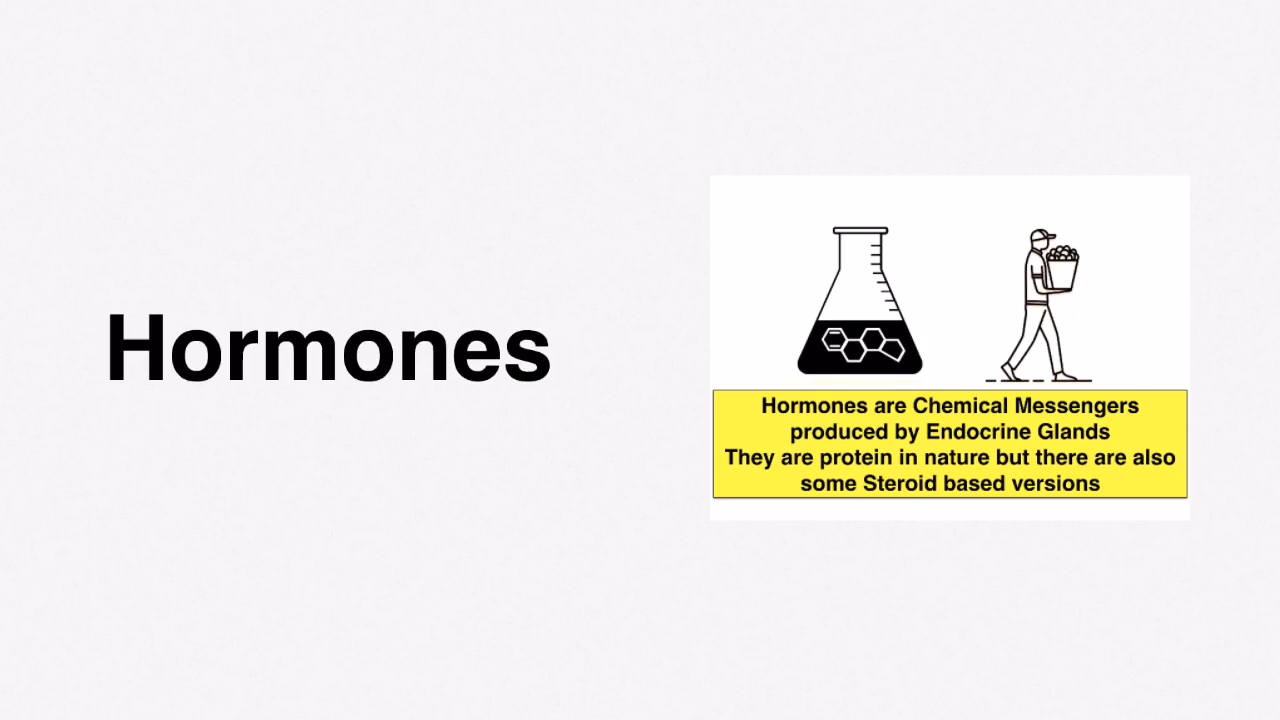 Hormones
Hormones are Chemical Messengers
produced by Endocrine Glands
They are protein in nature but there are also
some Steroid based versions